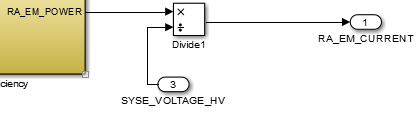 RA_EM_POWER
×
÷
Divide1
1
RA_EM_CURRENT
ciency
3
SYSE_VOLTAGE_HV